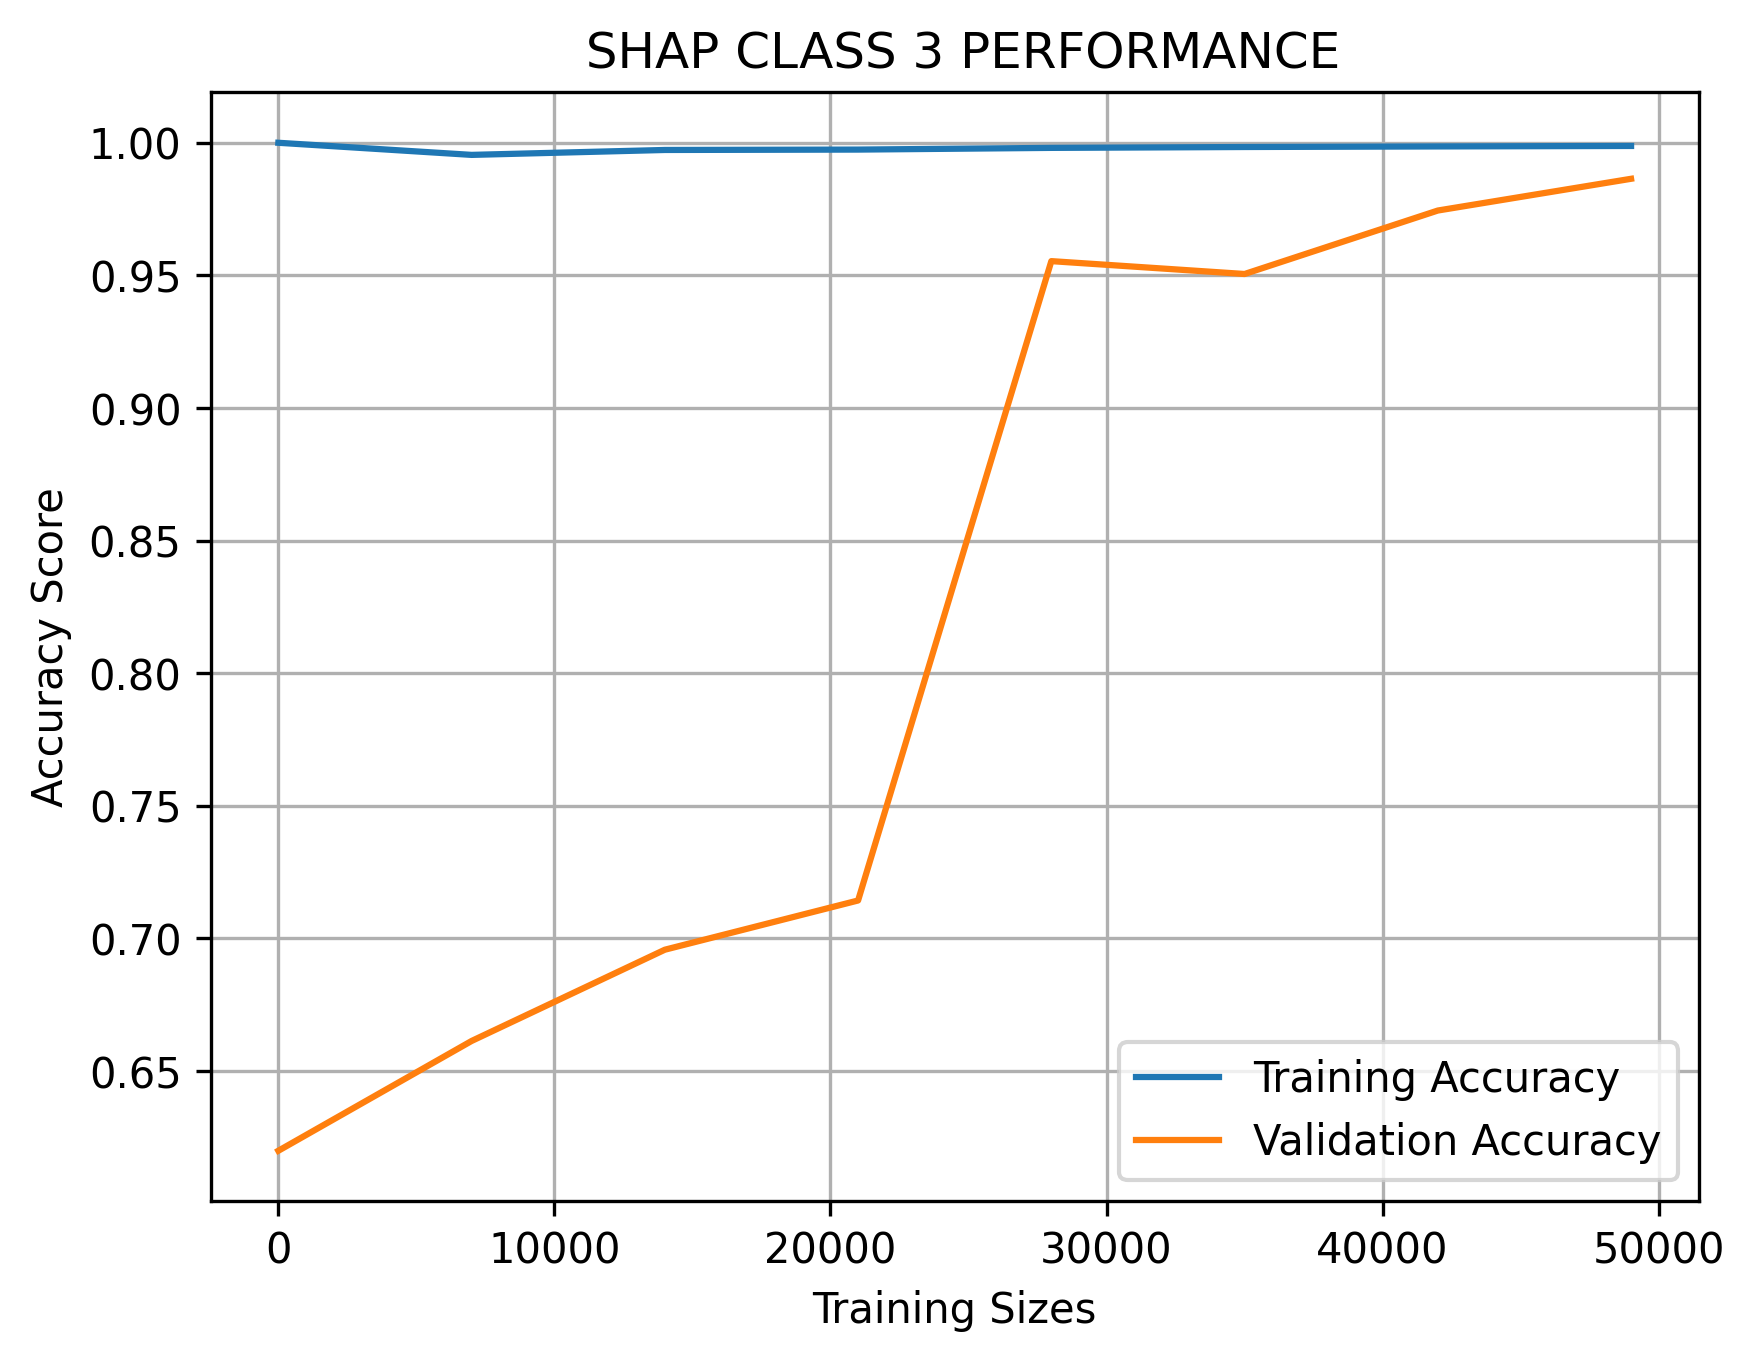 SHAP CLASS 3 PERFORMANCE
1.00
0.95
0.90
0.85
0.80
0.75
0.70
0.65
Accuracy Score
Training Accuracy
Validation Accuracy
0 10000 20000 30000 40000 50000
Training Sizes